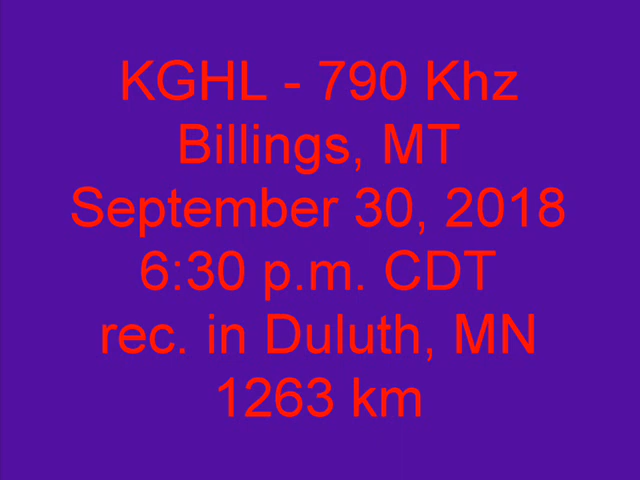 KGHL - 790 Khz
Billings, MT
September 30, 2018
6:30 p.m. CDT
rec. in Duluth, MN
1263 km